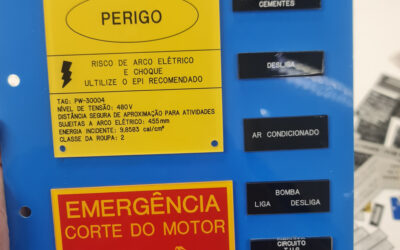 PERIGO
RISCO DE ARCO ELÉTRICO
E CHOQUE
ULTILIZE O EPI RECOMENDADO
TAG: PW-30004
NÍVEL DE TENSÃO: 480V
DISTÂNCIA SEGURA DE APROXIMAÇÃO PARA ATIVIDADES
SUJEITAS A ARCO ELÉTRICO: 455mm
ENERGIA INCIDENTE: 9,8583 cal/cm²
CLASSE DA ROUPA: 2
EMERGÊNCIA
CORTE DO MOTOR
CEMENTES
DESLIGA
AR CONDICIONADO
BOMBA
LIGA DESLIGA
CIRCUITO